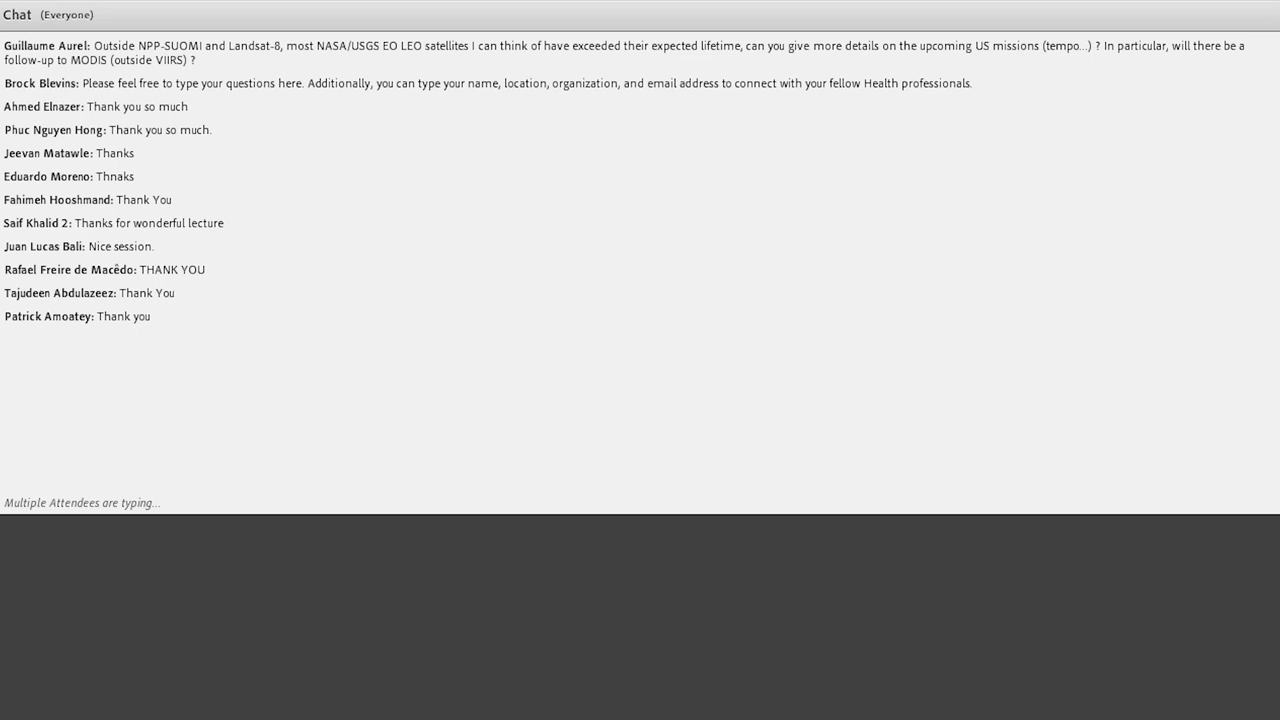 Chat (Everyone)
Guillaume Aurel: Outside NPP-SUOMI and Landsat-8, most NASA/USGS EO LEO satellites I can think of have exceeded their expected lifetime, can you give more details on the upcoming US missions (tempo...) ? In particular, will there be a
follow-up to MODIS (outside VIIRS) ?
Brock Blevins: Please feel free to type your questions here. Additionally, you can type your name, location, organization, and email address to connect with your fellow Health professionals.
Ahmed Elnazer: Thank you so much
Phuc Nguyen Hong: Thank you so much.
Jeevan Matawle: Thanks
Eduardo Moreno: Thnaks
Fahimeh Hooshmand: Thank You
Saif Khalid 2: Thanks for wonderful lecture
Juan Lucas Bali: Nice session.
Rafael Freire de Macêdo: THANK YOU
Tajudeen Abdulazeez: Thank You
Patrick Amoatey: Thank you
Multiple Attendees are typing...